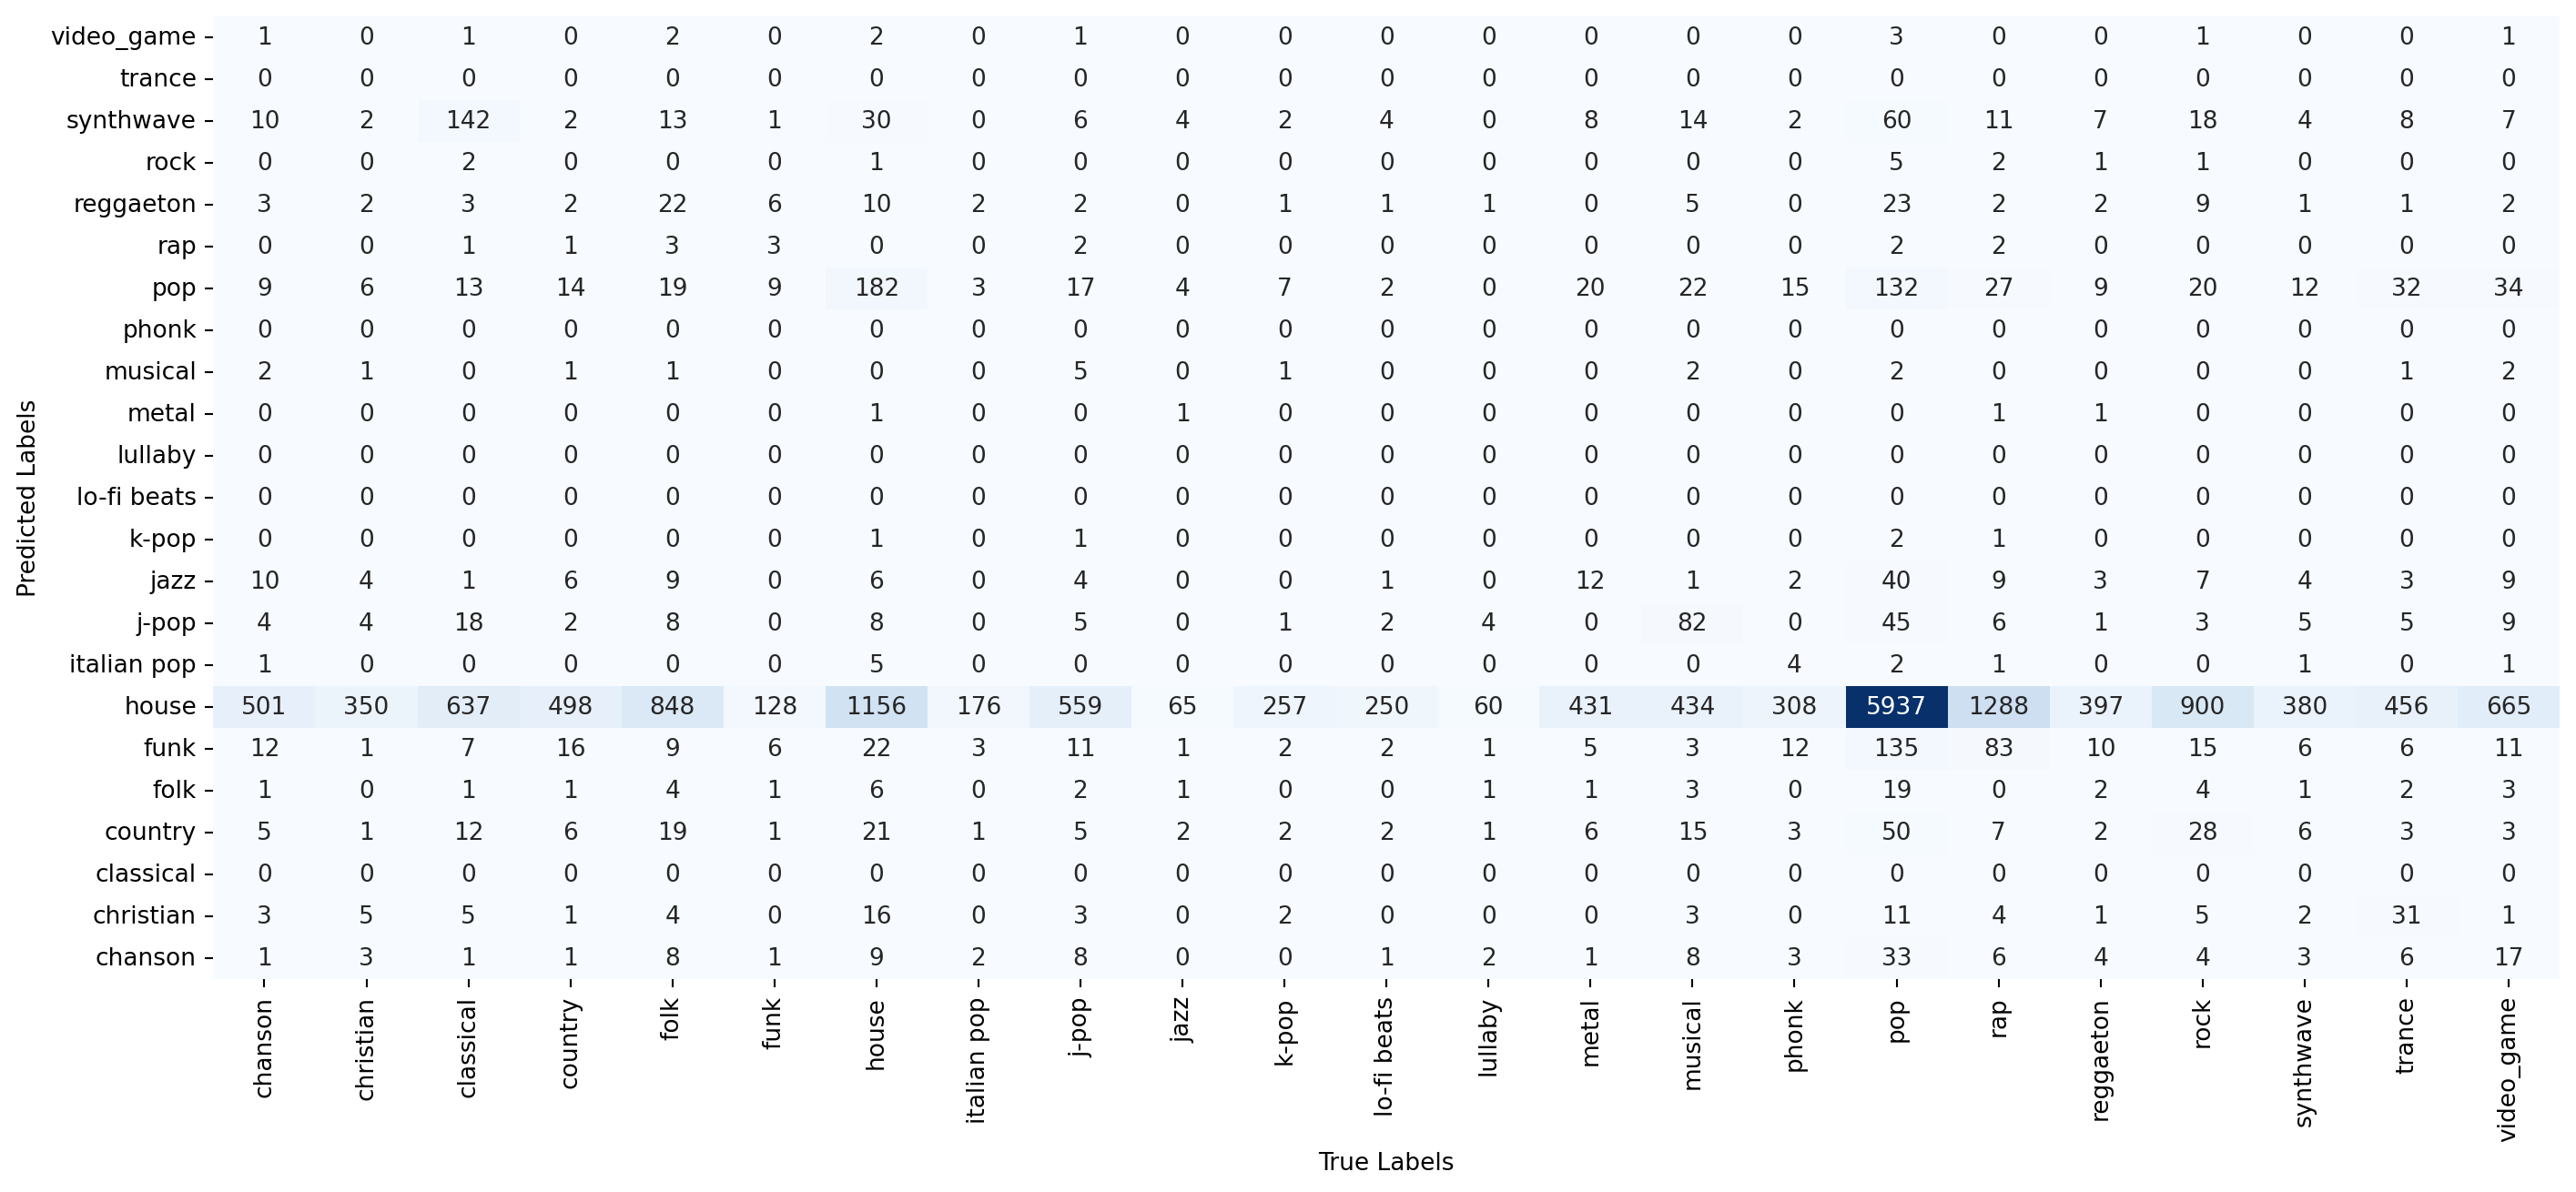 video_game 1 0 1 0 2 0 2 0 1 0 0 0 0 0 0 0 3 0 0 1 0 0 1
trance 0 0 0 0 0 0 0 0 0 0 0 0 0 0 0 0 0 0 0 0 0 0 0
synthwave 10 2 142 2 13 1 30 0 6 4 2 4 0 8 14 2 60 11 7 18 4 8 7
rock 0 0 2 0 0 0 1 0 0 0 0 0 0 0 0 0 5 2 1 1 0 0 0
reggaeton 3 2 3 2 22 6 10 2 2 0 1 1 1 0 5 0 23 2 2 9 1 1 2
rap 0 0 1 1 3 3 0 0 2 0 0 0 0 0 0 0 2 2 0 0 0 0 0
pop 9 6 13 14 19 9 182 3 17 4 7 2 0 20 22 15 132 27 9 20 12 32 34
phonk 0 0 0 0 0 0 0 0 0 0 0 0 0 0 0 0 0 0 0 0 0 0 0
musical 2 1 0 1 1 0 0 0 5 0 1 0 0 0 2 0 2 0 0 0 0 1 2
metal 0 0 0 0 0 0 1 0 0 1 0 0 0 0 0 0 0 1 1 0 0 0 0
lullaby 0 0 0 0 0 0 0 0 0 0 0 0 0 0 0 0 0 0 0 0 0 0 0
lo-fi beats 0 0 0 0 0 0 0 0 0 0 0 0 0 0 0 0 0 0 0 0 0 0 0
k-pop 0 0 0 0 0 0 1 0 1 0 0 0 0 0 0 0 2 1 0 0 0 0 0
jazz 10 4 1 6 9 0 6 0 4 0 0 1 0 12 1 2 40 9 3 7 4 3 9
j-pop 4 4 18 2 8 0 8 0 5 0 1 2 4 0 82 0 45 6 1 3 5 5 9
italian pop 1 0 0 0 0 0 5 0 0 0 0 0 0 0 0 4 2 1 0 0 1 0 1
house 501 350 637 498 848 128 1156 176 559 65 257 250 60 431 434 308 5937 1288 397 900 380 456 665
funk 12 1 7 16 9 6 22 3 11 1 2 2 1 5 3 12 135 83 10 15 6 6 11
folk 1 0 1 1 4 1 6 0 2 1 0 0 1 1 3 0 19 0 2 4 1 2 3
country 5 1 12 6 19 1 21 1 5 2 2 2 1 6 15 3 50 7 2 28 6 3 3
classical 0 0 0 0 0 0 0 0 0 0 0 0 0 0 0 0 0 0 0 0 0 0 0
christian 3 5 5 1 4 0 16 0 3 0 2 0 0 0 3 0 11 4 1 5 2 31 1
chanson 1 3 1 1 8 1 9 2 8 0 0 1 2 1 8 3 33 6 4 4 3 6 17
Predicted Labels
chanson christian classical country folk funk house italian pop j-pop jazz k-pop lo-fi beats lullaby metal musical phonk pop rap reggaeton rock synthwave trance video_game
True Labels